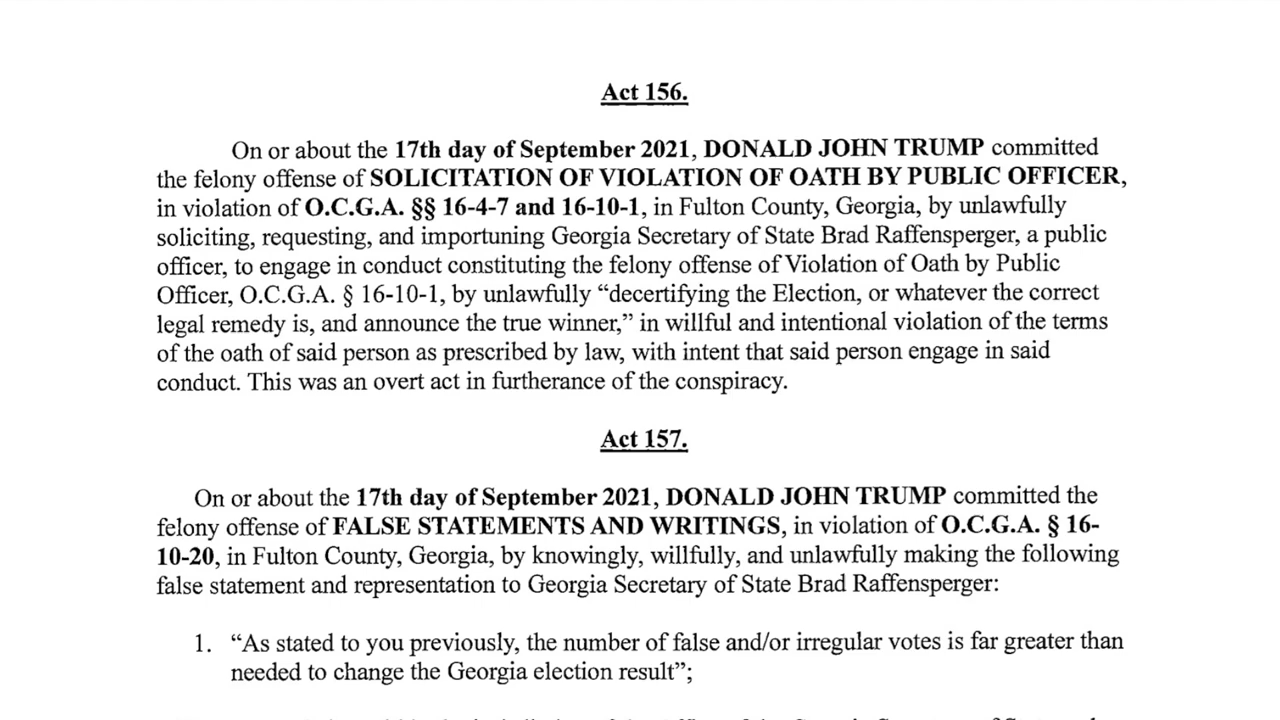 Act 156.
On or about the 17th day of September 2021, DONALD JOHN TRUMP committed
the felony offense of SOLICITATION OF VIOLATION OF OATH BY PUBLIC OFFICER,
in violation of O.C.G.A. §§ 16-4-7 and 16-10-1, in Fulton County, Georgia, by unlawfully
soliciting, requesting, and importuning Georgia Secretary of State Brad Raffensperger, a public
officer, to engage in conduct constituting the felony offense of Violation of Oath by Public
Officer, O.C.G.A. § 16-10-1, by unlawfully “decertifying the Election, or whatever the correct
legal remedy is, and announce the true winner,” in willful and intentional violation of the terms
of the oath of said person as prescribed by law, with intent that said person engage in said
conduct. This was an overt act in furtherance of the conspiracy.
Act 157.
On or about the 17th day of September 2021, DONALD JOHN TRUMP committed the
felony offense of FALSE STATEMENTS AND WRITINGS, in violation of O.C.G.A. § 16-
10-20, in Fulton County, Georgia, by knowingly, willfully, and unlawfully making the following
false statement and representation to Georgia Secretary of State Brad Raffensperger:
1. “As stated to you previously, the number of false and/or irregular votes is far greater than
needed to change the Georgia election result”;